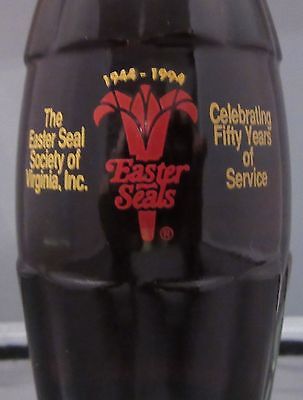 1944 - 1994
The
Easter Seal
Society of
Virginia, Inc.
Easter
Seals
®
Celebrating
Fifty Years
of
Service